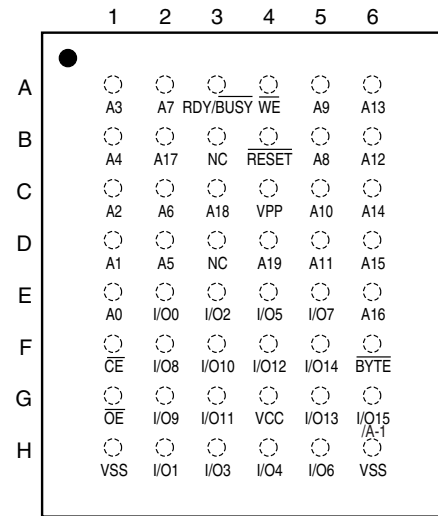 1 2 3 4 5 6
A
A3 A7 RDY/BUSY WE A9 A13
B
A4 A17 NC RESET A8 A12
C
A2 A6 A18 VPP A10 A14
D
A1 A5 NC A19 A11 A15
E
A0 I/O0 I/O2 I/O5 I/O7 A16
F
CE I/O8 I/O10 I/O12 I/O14 BYTE
G
OE I/O9 I/O11 VCC I/O13 I/O15
/A-1
H
VSS I/O1 I/O3 I/O4 I/O6 VSS